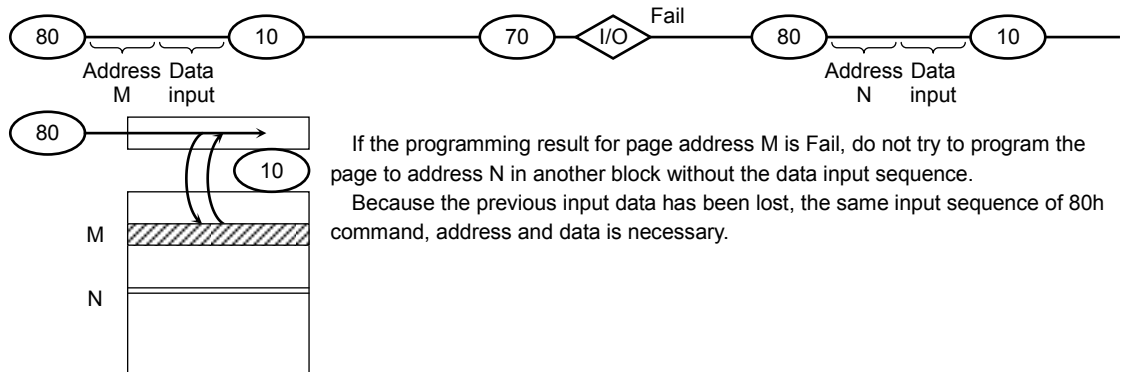 Fail
80 10 70 I/O 80 10
Address Data Address Data
M input N input
80
If the programming result for page address M is Fail, do not try to program the
10
page to address N in another block without the data input sequence.
Because the previous input data has been lost, the same input sequence of 80h
M
command, address and data is necessary.
N